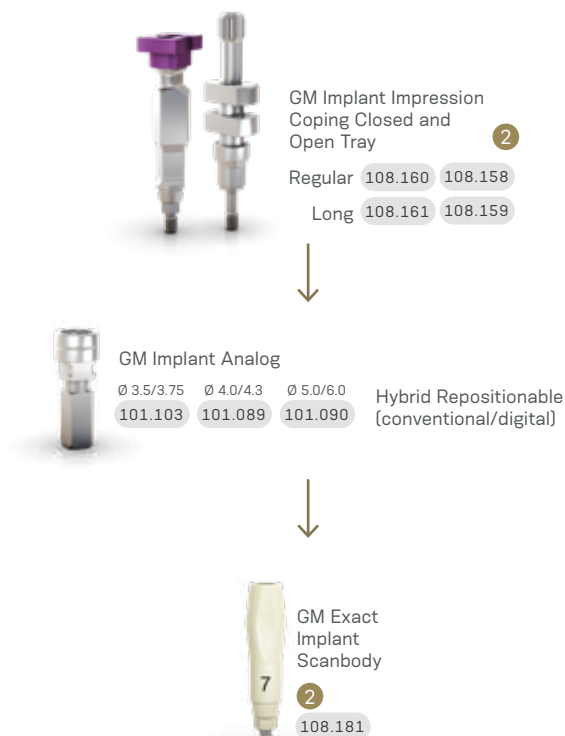 GM Implant Impression
Coping Closed and
Open Tray 2
Regular 108.160 108.158
Long 108.161 108.159
GM Implant Analog
Ø 3.5/3.75 Ø 4.0/4.3 Ø 5.0/6.0
101.103 101.089 101.090
Hybrid Repositionable
(conventional/digital)
GM Exact
Implant
Scanbody
7
2
108.181